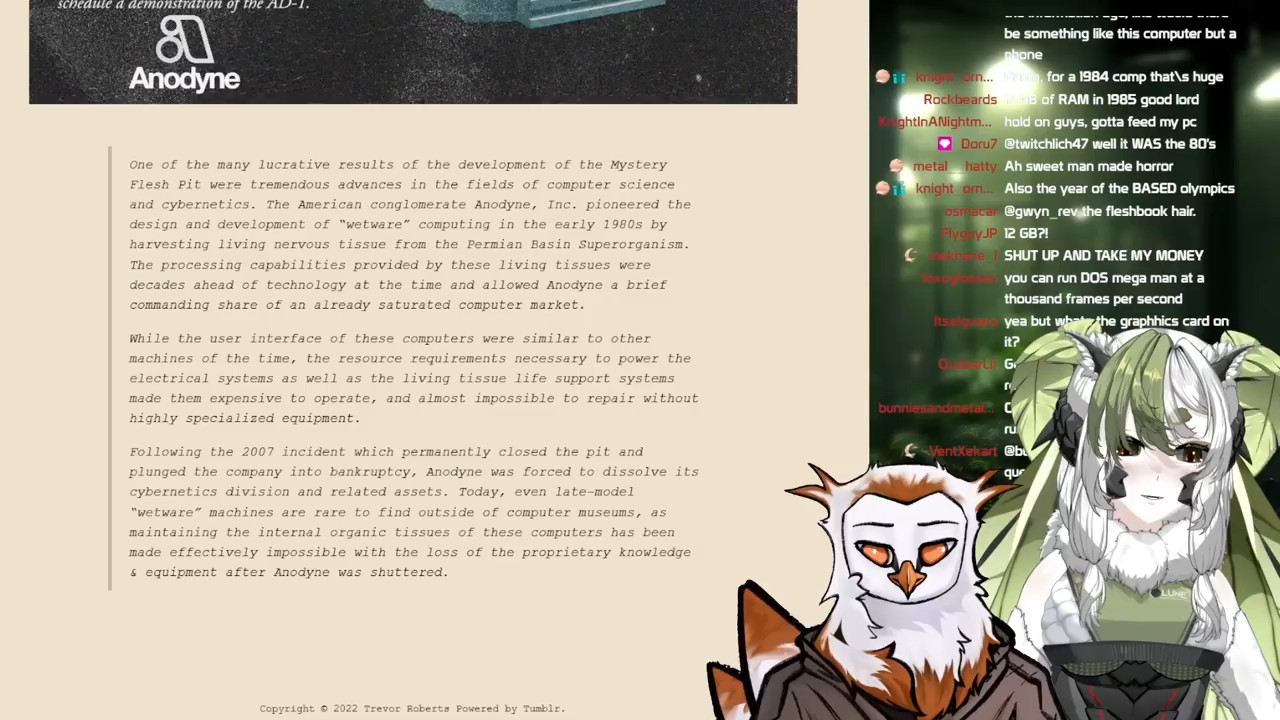 schedule a demonstration of the AD-1.
Anodyne
One of the many lucrative results of the development of the Mystery
Flesh Pit were tremendous advances in the fields of computer science
and cybernetics. The American conglomerate Anodyne, Inc. pioneered the
design and development of “wetware” computing in the early 1980s by
harvesting living nervous tissue from the Permian Basin Superorganism.
The processing capabilities provided by these living tissues were
decades ahead of technology at the time and allowed Anodyne a brief
commanding share of an already saturated computer market.
While the user interface of these computers were similar to other
machines of the time, the resource requirements necessary to power the
electrical systems as well as the living tissue life support systems
made them expensive to operate, and almost impossible to repair without
highly specialized equipment.
Following the 2007 incident which permanently closed the pit and
plunged the company into bankruptcy, Anodyne was forced to dissolve its
cybernetics division and related assets. Today, even late-model
“wetware” machines are rare to find outside of computer museums, as
maintaining the internal organic tissues of these computers has been
made effectively impossible with the loss of the proprietary knowledge
& equipment after Anodyne was shuttered.
Copyright © 2022 Trevor Roberts Powered by Tumblr.
be something like this computer but a
phone
knight_orn... for a 1984 comp that\s huge
Rockbeards of RAM in 1985 good lord
KnightInANightm... hold on guys, gotta feed my pc
Doru7 @twitchlich47 well it WAS the 80's
metal_hatty Ah sweet man made horror
knight_orn... Also the year of the BASED olympics
osmacar @gwyn_rev the fleshbook hair.
FlyguyJP 12 GB?!
SHUT UP AND TAKE MY MONEY
you can run DOS mega man at a
thousand frames per second
yea but whats the graphhics card on
it?
bunniesandmetal...
VentXekart
LUNE